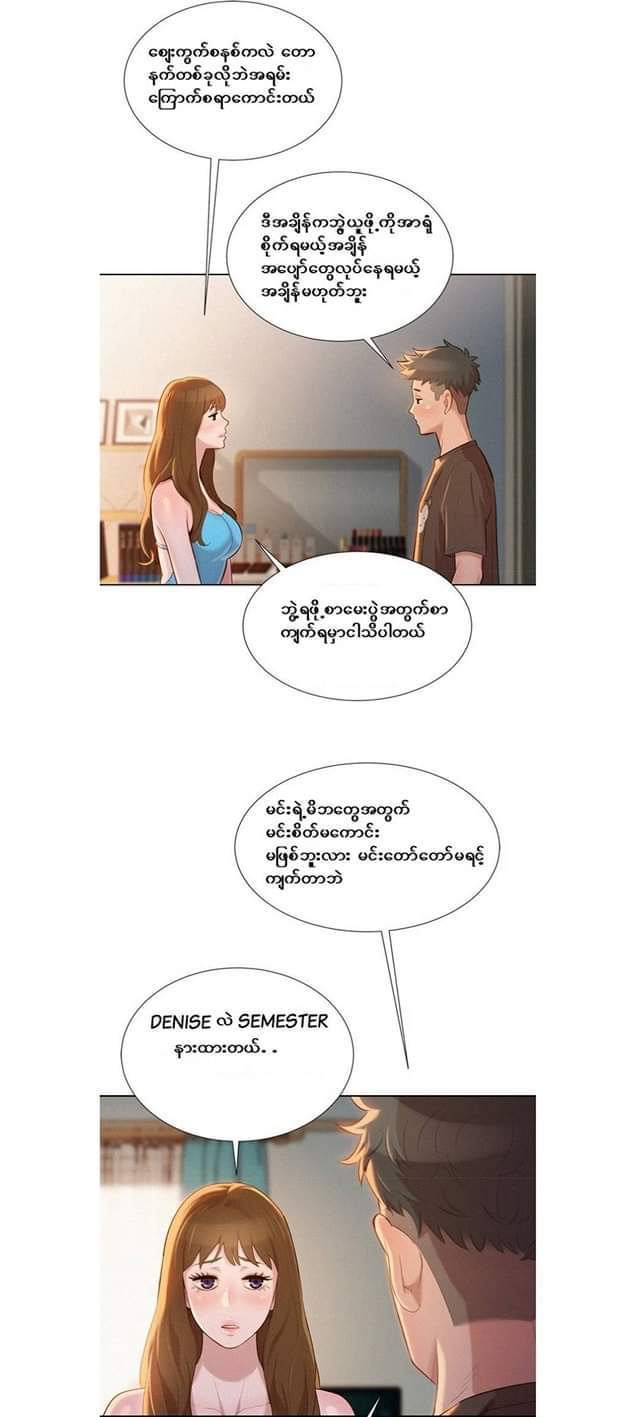 စျေးကွက်စနစ်ကလဲ တော
နက်တစ်ခုလိုဘဲအရမ်း
ကြောက်စရာကောင်းတယ်
ဒီအချိန်ကဘွဲ့ယူဖို့ကိုအာရုံ
စိုက်ရမယ့်အချိန်
အပျော်တွေလုပ်နေရမယ့်
အချိန်မဟုတ်ဘူး
ဘွဲ့ရဖို့စာမေးပွဲအတွက်စာ
ကျက်ရမှာငါသိပါတယ်
မင်းရဲ့မိဘတွေအတွက်
မင်းစိတ်မကောင်း
မဖြစ်ဘူးလား မင်းတော်တော်မရင့်
ကျက်တာဘဲ
DENISE လဲ SEMESTER
နားထားတယ်. .